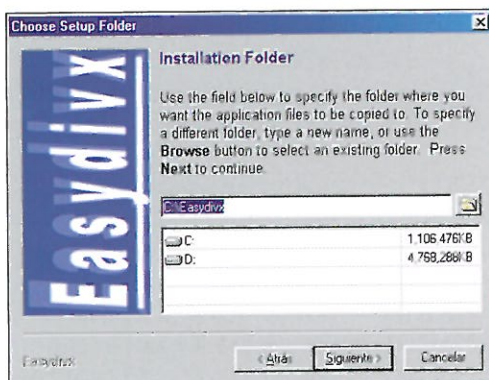 Choose Setup Folder
Easydivx
Installation Folder
Use the field below to specify the folder where you
want the application files to be copied to. To specify
a different folder, type a new name, or use the
Browse button to select an existing folder. Press
Next to continue.
C:\Easydivx
C: 1,106,476KB
D: 4,768,288KB
Easydivx
< Atrás Siguiente > Cancelar